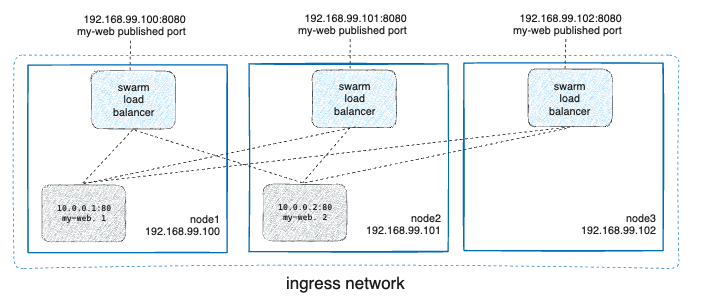 192.168.99.100:8080
my-web published port
192.168.99.101:8080
my-web published port
192.168.99.102:8080
my-web published port
swarm
load
balancer
swarm
load
balancer
swarm
load
balancer
10.0.0.1:80
my-web. 1
node1
192.168.99.100
10.0.0.2:80
my-web. 2
node2
192.168.99.101
node3
192.168.99.102
ingress network